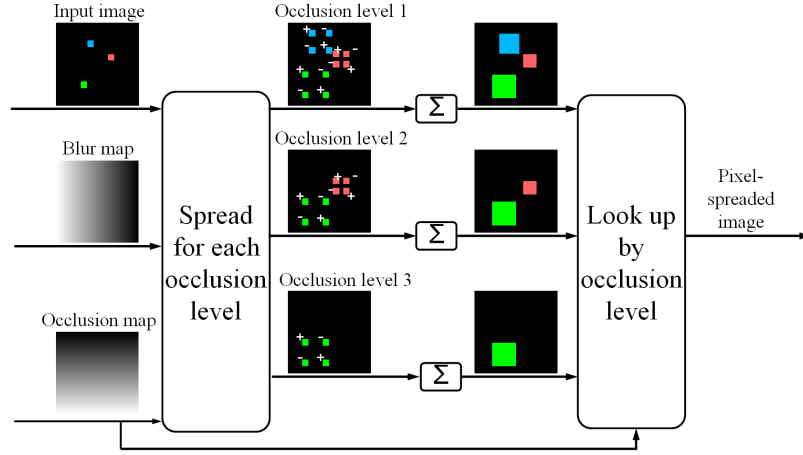 Input image
Occlusion level 1
+ -
- + + -
- +
+ -
- +
Σ
Blur map
Occlusion level 2
+ -
- +
+ -
- +
Σ
Spread
for each
occlusion
level
Look up
by
occlusion
level
Pixel-
spreaded
image
Occlusion map
Occlusion level 3
+ -
- +
Σ